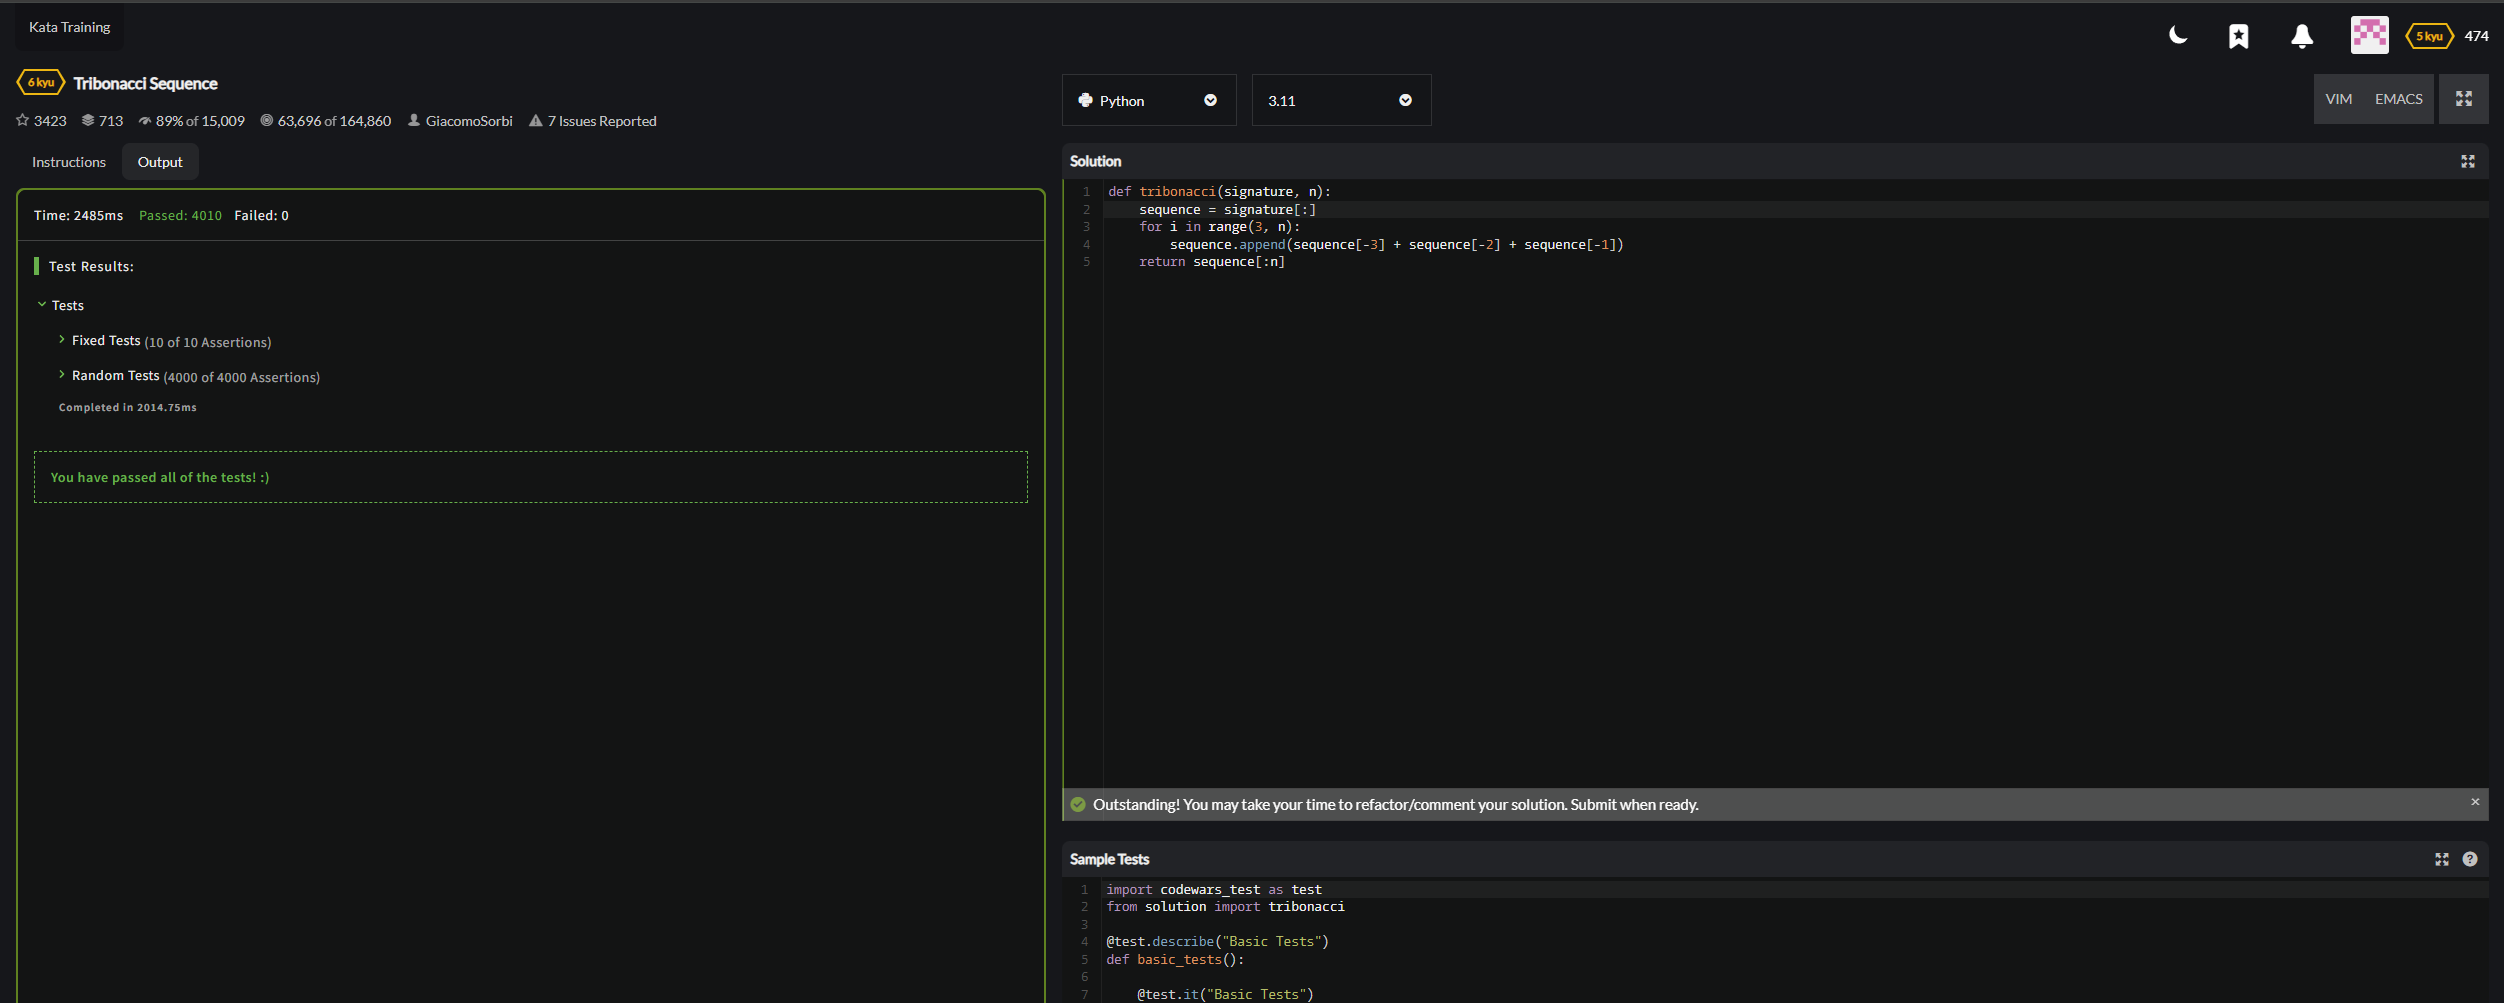 Kata Training
5 kyu 474
6 kyu Tribonacci Sequence
3423 713 89% of 15,009 63,696 of 164,860 GiacomoSorbi 7 Issues Reported
Instructions Output
Time: 2485ms Passed: 4010 Failed: 0
Test Results:
Tests
Fixed Tests (10 of 10 Assertions)
Random Tests (4000 of 4000 Assertions)
Completed in 2014.75ms
You have passed all of the tests! :)
Python 3.11 VIM EMACS
Solution
1 def tribonacci(signature, n):
2     sequence = signature[:]
3     for i in range(3, n):
4         sequence.append(sequence[-3] + sequence[-2] + sequence[-1])
5     return sequence[:n]
Outstanding! You may take your time to refactor/comment your solution. Submit when ready. ×
Sample Tests
1 import codewars_test as test
2 from solution import tribonacci
3
4 @test.describe("Basic Tests")
5 def basic_tests():
6
7     @test.it("Basic Tests")